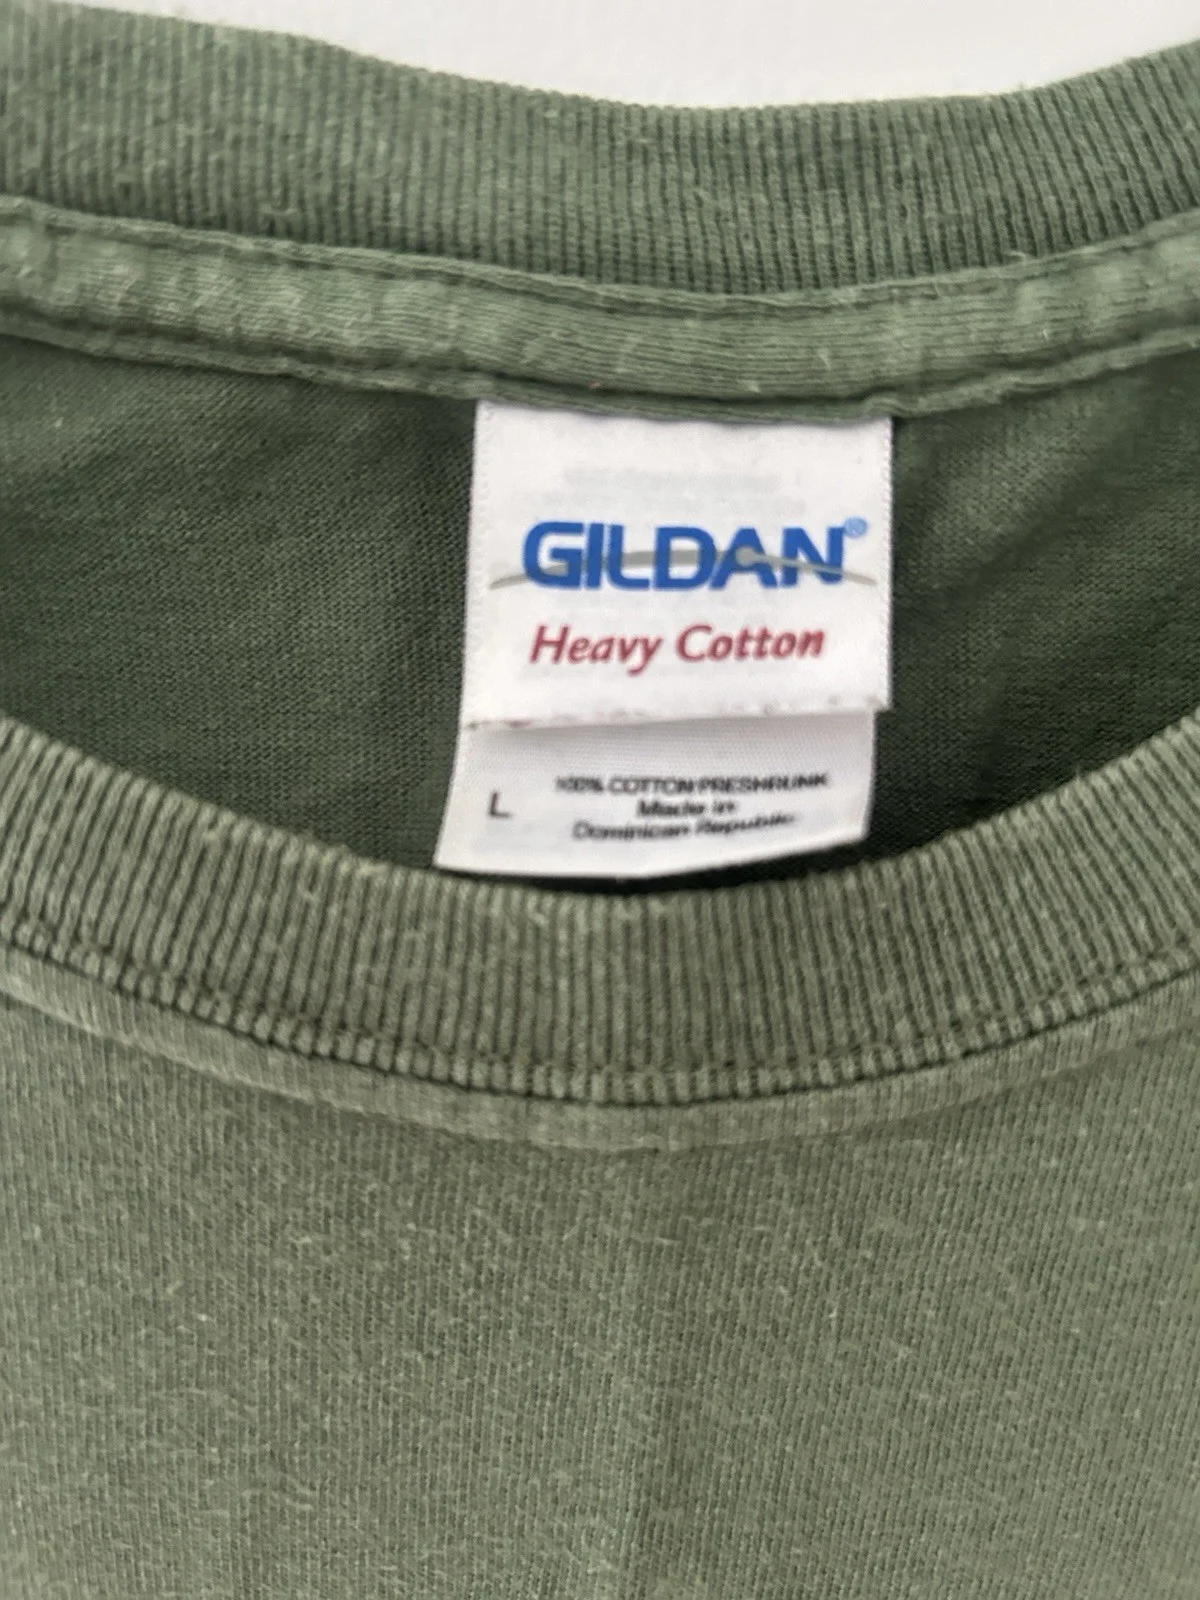 GILDAN®
Heavy Cotton
L
100% COTTON PRESHRUNK
Made in
Dominican Republic